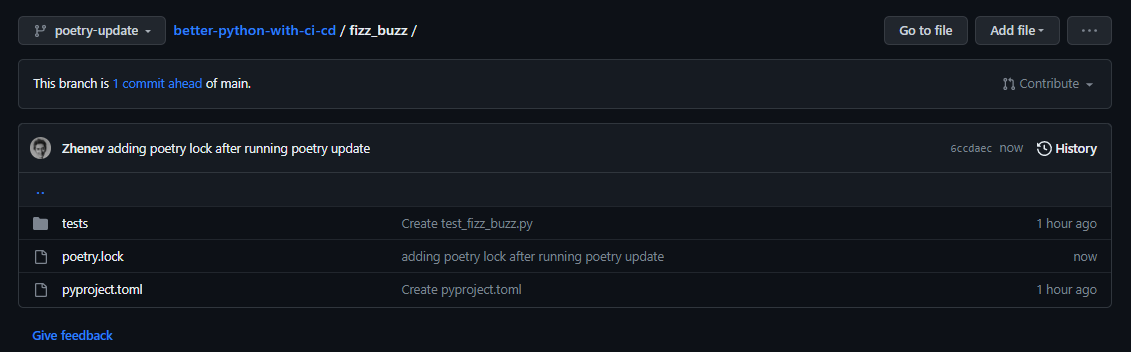 poetry-update better-python-with-ci-cd / fizz_buzz / Go to file Add file ...
This branch is 1 commit ahead of main. Contribute
Zhenev adding poetry lock after running poetry update 6ccdaec now History
..
tests Create test_fizz_buzz.py 1 hour ago
poetry.lock adding poetry lock after running poetry update now
pyproject.toml Create pyproject.toml 1 hour ago
Give feedback